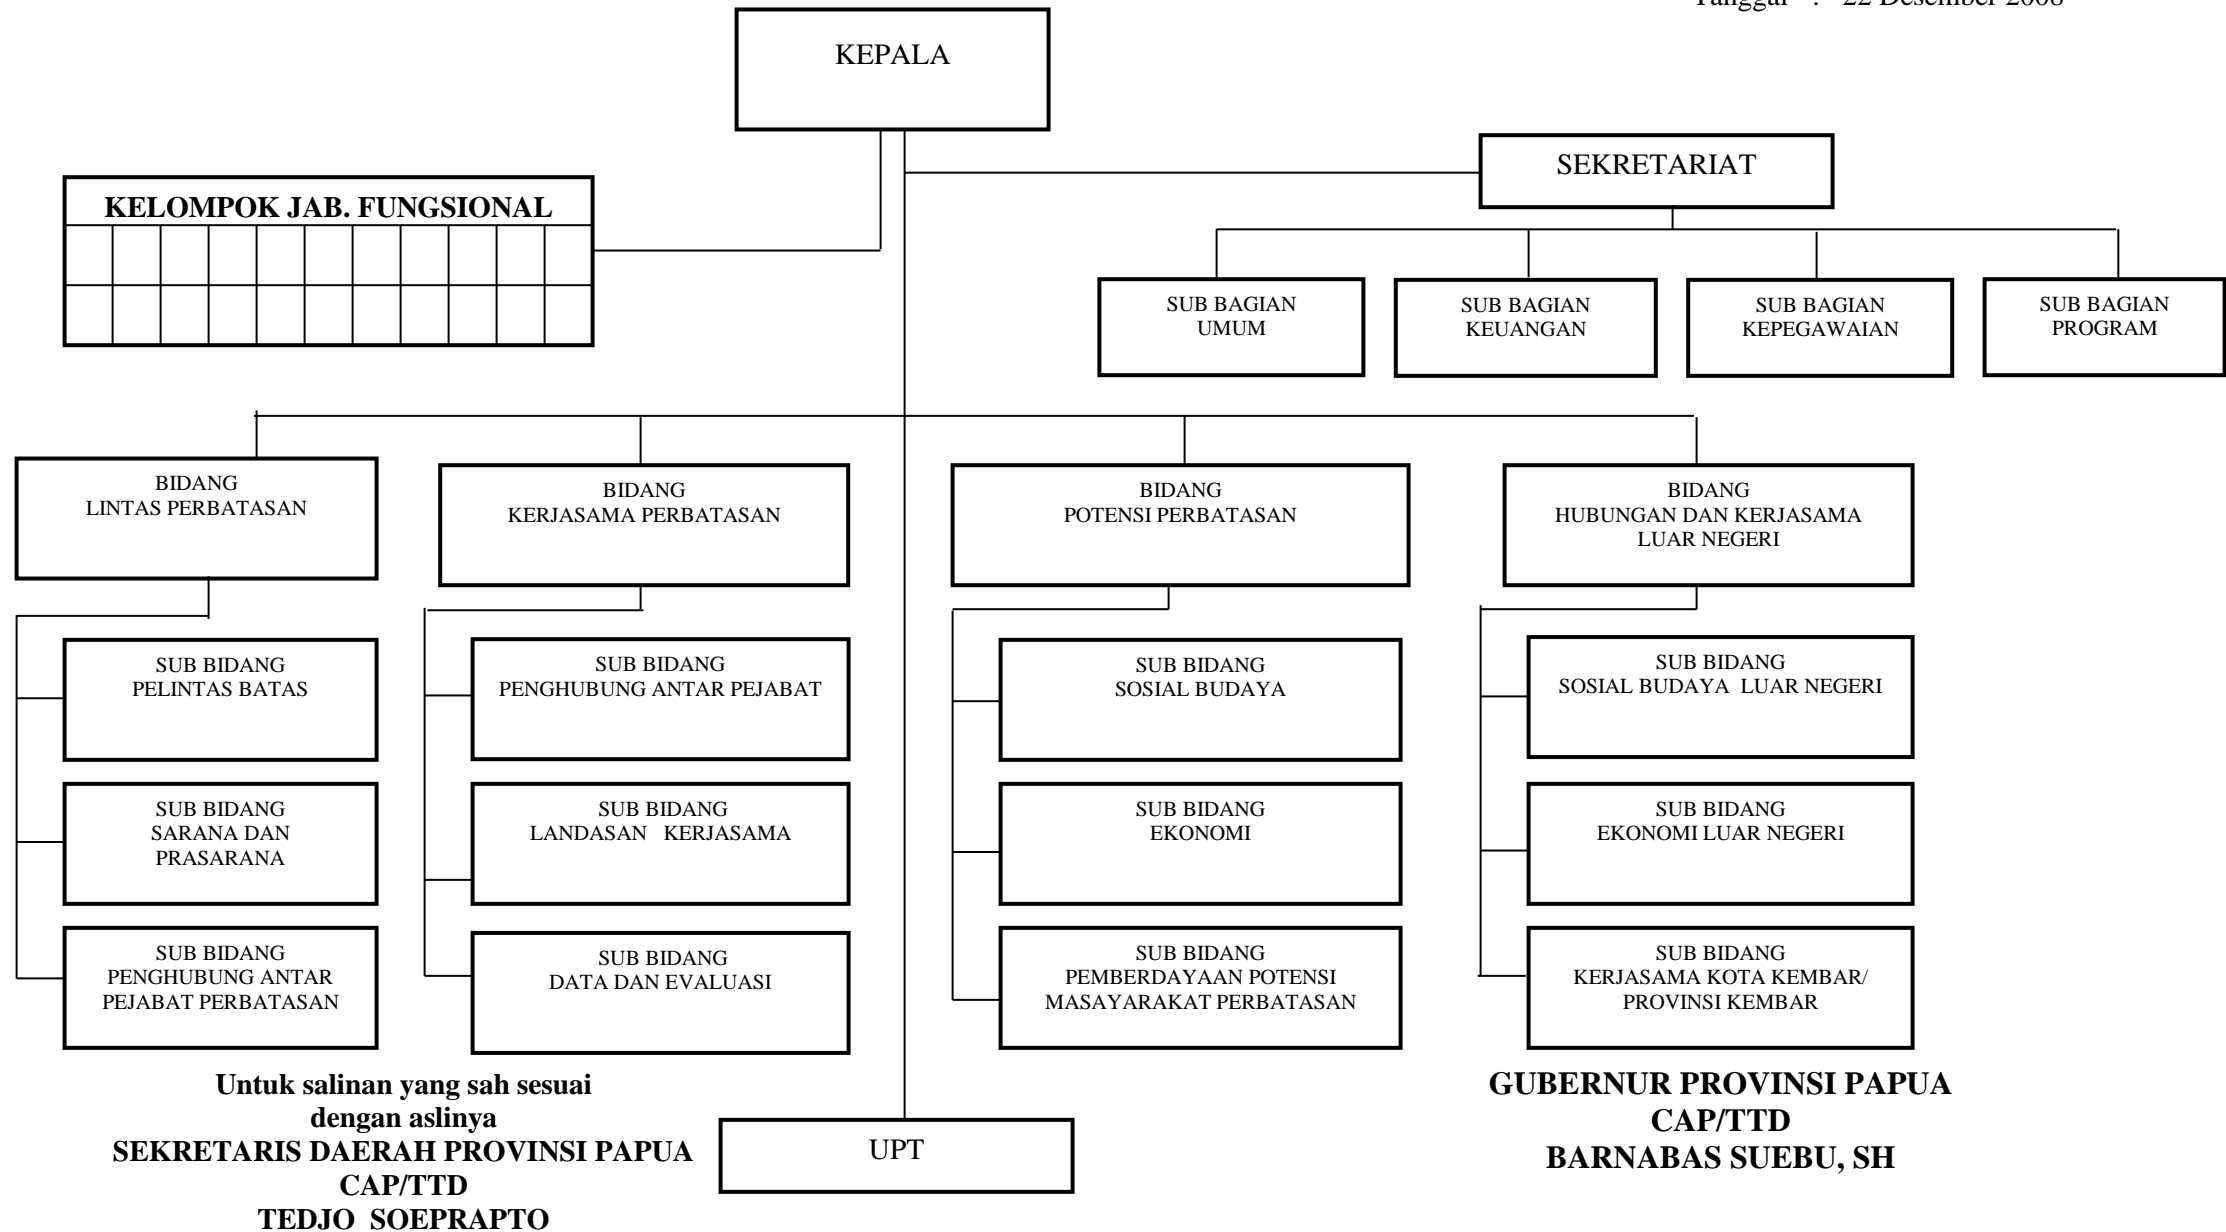 Tanggal : 22 Desember 2008
KEPALA
SEKRETARIAT
KELOMPOK JAB. FUNGSIONAL
SUB BAGIAN
UMUM
SUB BAGIAN
KEUANGAN
SUB BAGIAN
KEPEGAWAIAN
SUB BAGIAN
PROGRAM
BIDANG
LINTAS PERBATASAN
BIDANG
KERJASAMA PERBATASAN
BIDANG
POTENSI PERBATASAN
BIDANG
HUBUNGAN DAN KERJASAMA
LUAR NEGERI
SUB BIDANG
PELINTAS BATAS
SUB BIDANG
PENGHUBUNG ANTAR PEJABAT
SUB BIDANG
SOSIAL BUDAYA
SUB BIDANG
SOSIAL BUDAYA LUAR NEGERI
SUB BIDANG
SARANA DAN
PRASARANA
SUB BIDANG
LANDASAN KERJASAMA
SUB BIDANG
EKONOMI
SUB BIDANG
EKONOMI LUAR NEGERI
SUB BIDANG
PENGHUBUNG ANTAR
PEJABAT PERBATASAN
SUB BIDANG
DATA DAN EVALUASI
SUB BIDANG
PEMBERDAYAAN POTENSI
MASAYARAKAT PERBATASAN
SUB BIDANG
KERJASAMA KOTA KEMBAR/
PROVINSI KEMBAR
Untuk salinan yang sah sesuai
dengan aslinya
SEKRETARIS DAERAH PROVINSI PAPUA
CAP/TTD
TEDJO SOEPRAPTO
UPT
GUBERNUR PROVINSI PAPUA
CAP/TTD
BARNABAS SUEBU, SH